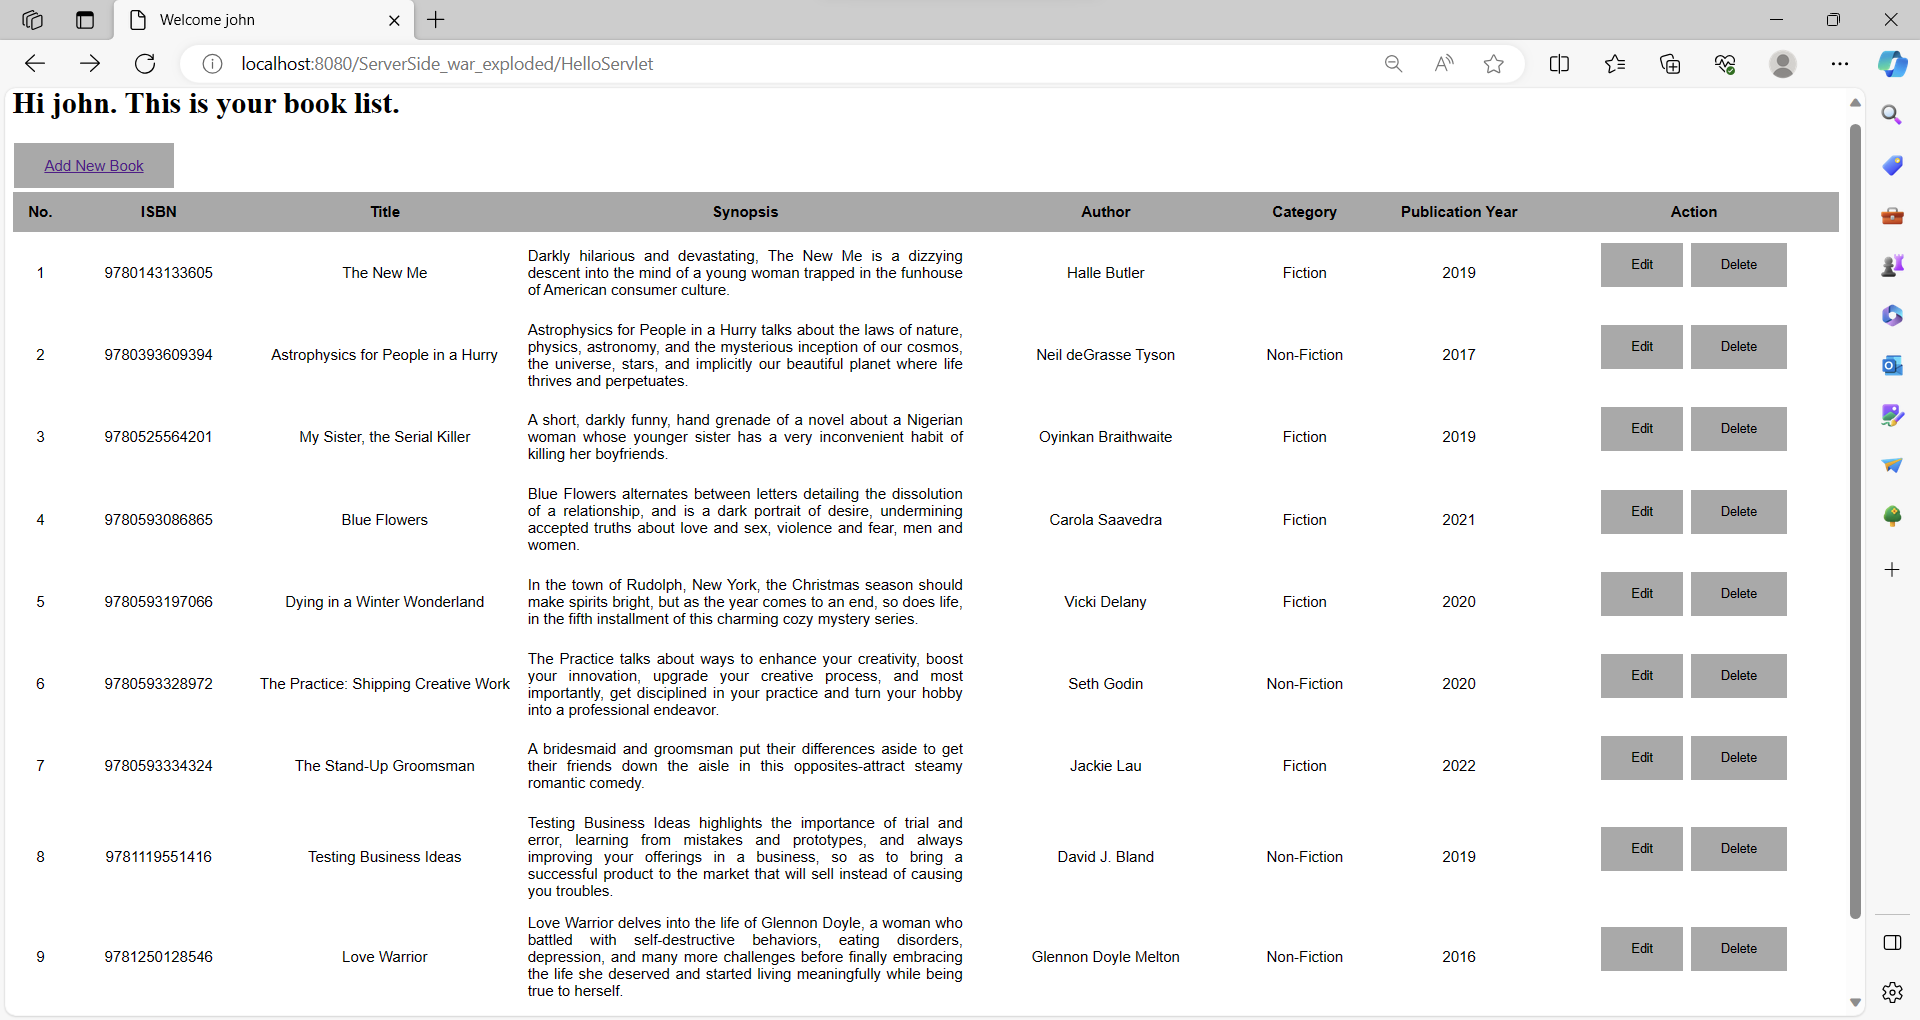 Welcome john
localhost:8080/ServerSide_war_exploded/HelloServlet
Hi john. This is your book list.
Add New Book
No. ISBN Title Synopsis Author Category Publication Year Action
1 9780143133605 The New Me Darkly hilarious and devastating, The New Me is a dizzying
descent into the mind of a young woman trapped in the funhouse
of American consumer culture. Halle Butler Fiction 2019 Edit Delete
2 9780393609394 Astrophysics for People in a Hurry Astrophysics for People in a Hurry talks about the laws of nature,
physics, astronomy, and the mysterious inception of our cosmos,
the universe, stars, and implicitly our beautiful planet where life
thrives and perpetuates. Neil deGrasse Tyson Non-Fiction 2017 Edit Delete
3 9780525564201 My Sister, the Serial Killer A short, darkly funny, hand grenade of a novel about a Nigerian
woman whose younger sister has a very inconvenient habit of
killing her boyfriends. Oyinkan Braithwaite Fiction 2019 Edit Delete
4 9780593086865 Blue Flowers Blue Flowers alternates between letters detailing the dissolution
of a relationship, and is a dark portrait of desire, undermining
accepted truths about love and sex, violence and fear, men and
women. Carola Saavedra Fiction 2021 Edit Delete
5 9780593197066 Dying in a Winter Wonderland In the town of Rudolph, New York, the Christmas season should
make spirits bright, but as the year comes to an end, so does life,
in the fifth installment of this charming cozy mystery series. Vicki Delany Fiction 2020 Edit Delete
6 9780593328972 The Practice: Shipping Creative Work The Practice talks about ways to enhance your creativity, boost
your innovation, upgrade your creative process, and most
importantly, get disciplined in your practice and turn your hobby
into a professional endeavor. Seth Godin Non-Fiction 2020 Edit Delete
7 9780593334324 The Stand-Up Groomsman A bridesmaid and groomsman put their differences aside to get
their friends down the aisle in this opposites-attract steamy
romantic comedy. Jackie Lau Fiction 2022 Edit Delete
8 9781119551416 Testing Business Ideas Testing Business Ideas highlights the importance of trial and
error, learning from mistakes and prototypes, and always
improving your offerings in a business, so as to bring a
successful product to the market that will sell instead of causing
you troubles. David J. Bland Non-Fiction 2019 Edit Delete
9 9781250128546 Love Warrior Love Warrior delves into the life of Glennon Doyle, a woman who
battled with self-destructive behaviors, eating disorders,
depression, and many more challenges before finally embracing
the life she deserved and started living meaningfully while being
true to herself. Glennon Doyle Melton Non-Fiction 2016 Edit Delete